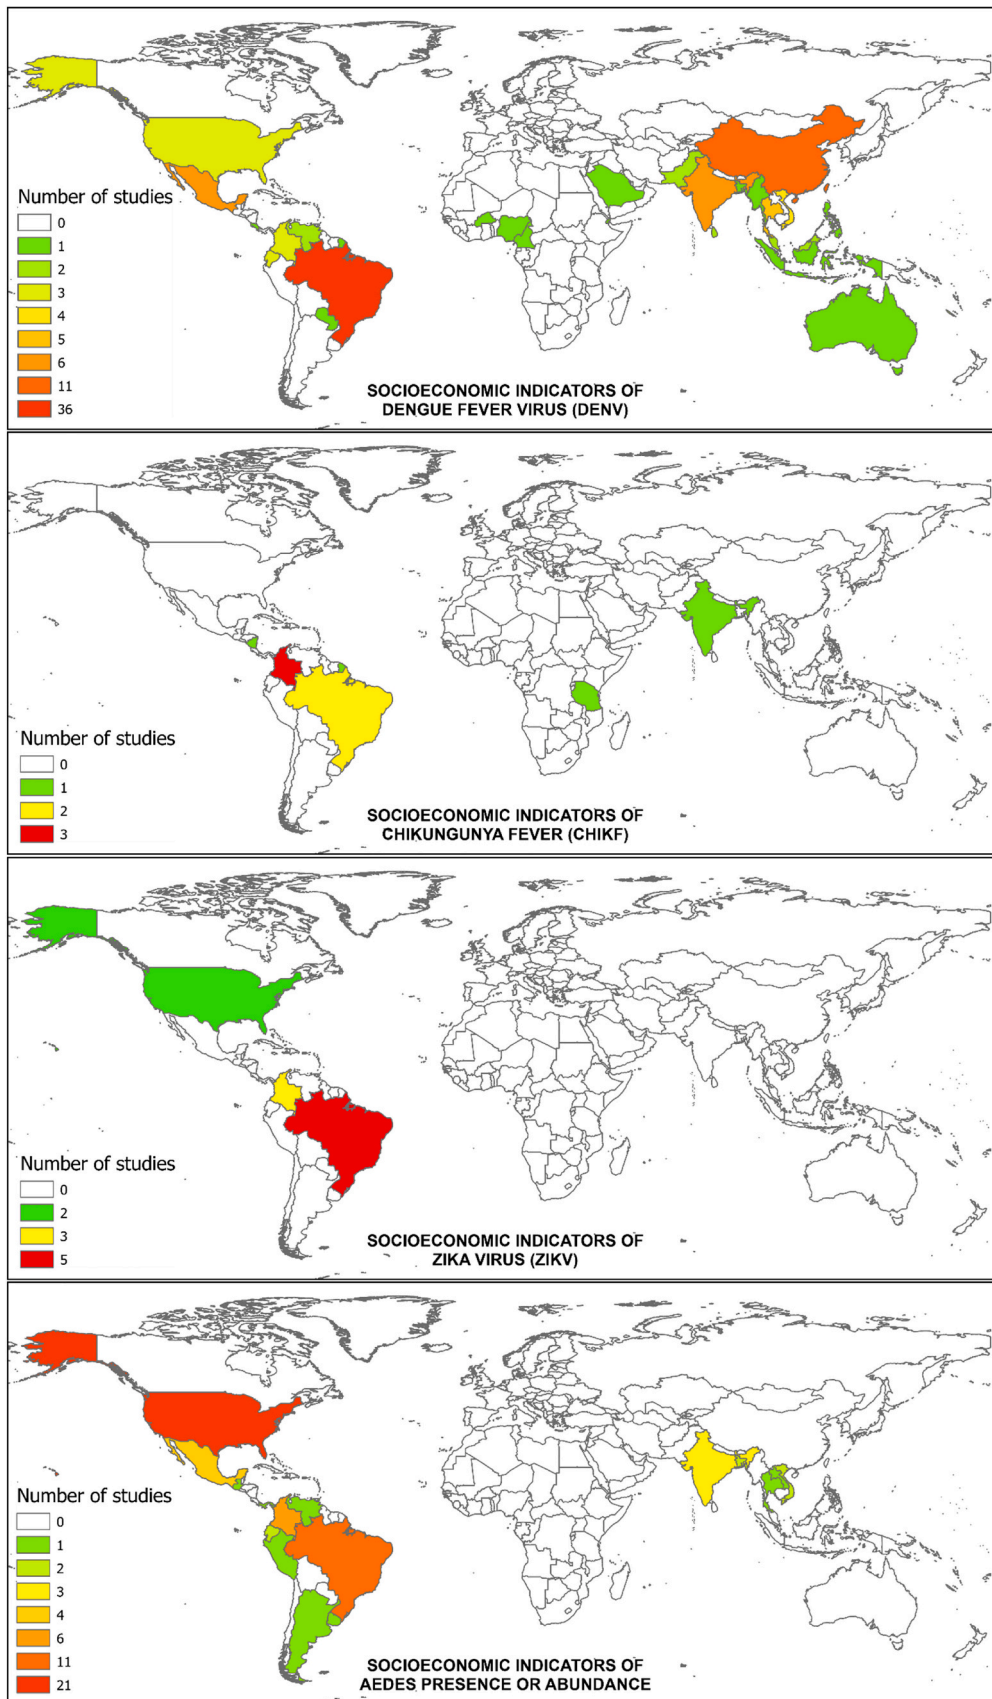 Number of studies
0
1
2
3
4
5
6
11
36
SOCIOECONOMIC INDICATORS OF
DENGUE FEVER VIRUS (DENV)
Number of studies
0
1
2
3
SOCIOECONOMIC INDICATORS OF
CHIKUNGUNYA FEVER (CHIKF)
Number of studies
0
2
3
5
SOCIOECONOMIC INDICATORS OF
ZIKA VIRUS (ZIKV)
Number of studies
0
1
2
3
4
6
11
21
SOCIOECONOMIC INDICATORS OF
AEDES PRESENCE OR ABUNDANCE